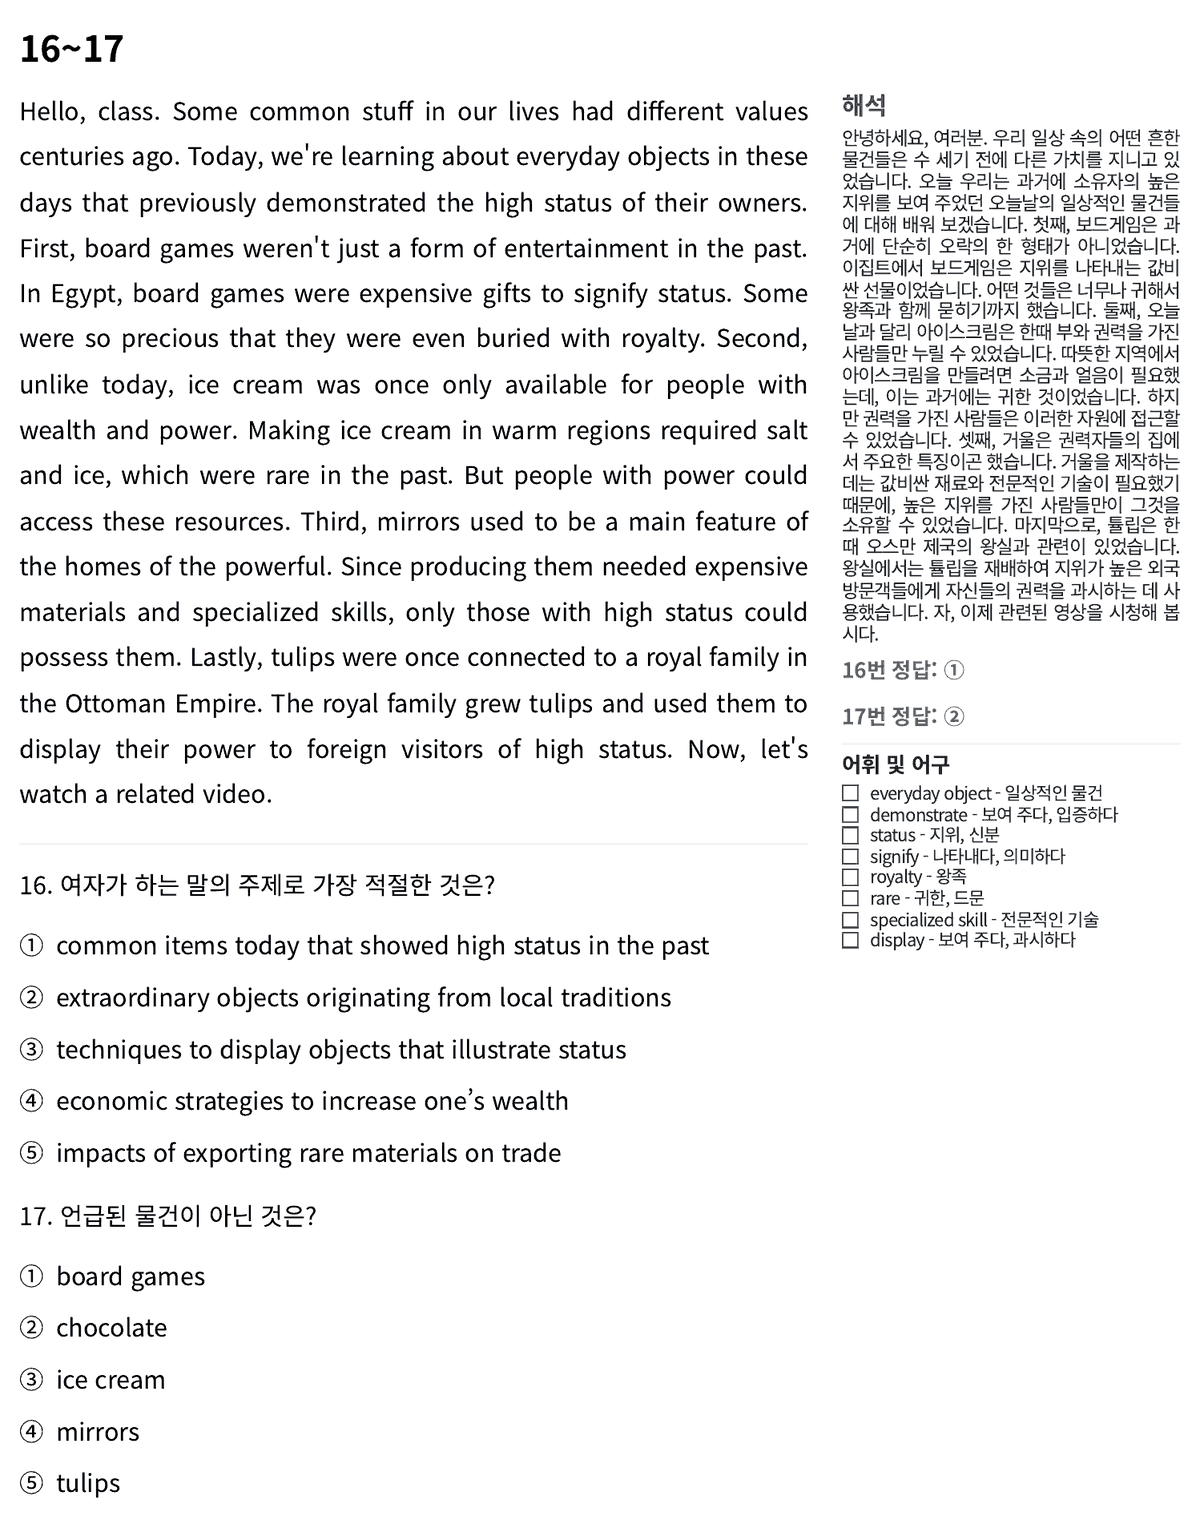 16~17
Hello, class. Some common stuff in our lives had different values
centuries ago. Today, we're learning about everyday objects in these
days that previously demonstrated the high status of their owners.
First, board games weren't just a form of entertainment in the past.
In Egypt, board games were expensive gifts to signify status. Some
were so precious that they were even buried with royalty. Second,
unlike today, ice cream was once only available for people with
wealth and power. Making ice cream in warm regions required salt
and ice, which were rare in the past. But people with power could
access these resources. Third, mirrors used to be a main feature of
the homes of the powerful. Since producing them needed expensive
materials and specialized skills, only those with high status could
possess them. Lastly, tulips were once connected to a royal family in
the Ottoman Empire. The royal family grew tulips and used them to
display their power to foreign visitors of high status. Now, let's
watch a related video.
16. 여자가 하는 말의 주제로 가장 적절한 것은?
① common items today that showed high status in the past
② extraordinary objects originating from local traditions
③ techniques to display objects that illustrate status
④ economic strategies to increase one’s wealth
⑤ impacts of exporting rare materials on trade
17. 언급된 물건이 아닌 것은?
① board games
② chocolate
③ ice cream
④ mirrors
⑤ tulips
해석
안녕하세요, 여러분. 우리 일상 속의 어떤 흔한
물건들은 수 세기 전에 다른 가치를 지니고 있
었습니다. 오늘 우리는 과거에 소유자의 높은
지위를 보여 주었던 오늘날의 일상적인 물건들
에 대해 배워 보겠습니다. 첫째, 보드게임은 과
거에 단순히 오락의 한 형태가 아니었습니다.
이집트에서 보드게임은 지위를 나타내는 값비
싼 선물이었습니다. 어떤 것들은 너무나 귀해서
왕족과 함께 묻히기까지 했습니다. 둘째, 오늘
날과 달리 아이스크림은 한때 부와 권력을 가진
사람들만 누릴 수 있었습니다. 따뜻한 지역에서
아이스크림을 만들려면 소금과 얼음이 필요했
는데, 이는 과거에는 귀한 것이었습니다. 하지
만 권력을 가진 사람들은 이러한 자원에 접근할
수 있었습니다. 셋째, 거울은 권력자들의 집에
서 주요한 특징이곤 했습니다. 거울을 제작하는
데는 값비싼 재료와 전문적인 기술이 필요했기
때문에, 높은 지위를 가진 사람들만이 그것을
소유할 수 있었습니다. 마지막으로, 튤립은 한
때 오스만 제국의 왕실과 관련이 있었습니다.
왕실에서는 튤립을 재배하여 지위가 높은 외국
방문객들에게 자신들의 권력을 과시하는 데 사
용했습니다. 자, 이제 관련된 영상을 시청해 봅
시다.
16번 정답: ①
17번 정답: ②
어휘 및 어구
□ everyday object - 일상적인 물건
□ demonstrate - 보여 주다, 입증하다
□ status - 지위, 신분
□ signify - 나타내다, 의미하다
□ royalty - 왕족
□ rare - 귀한, 드문
□ specialized skill - 전문적인 기술
□ display - 보여 주다, 과시하다